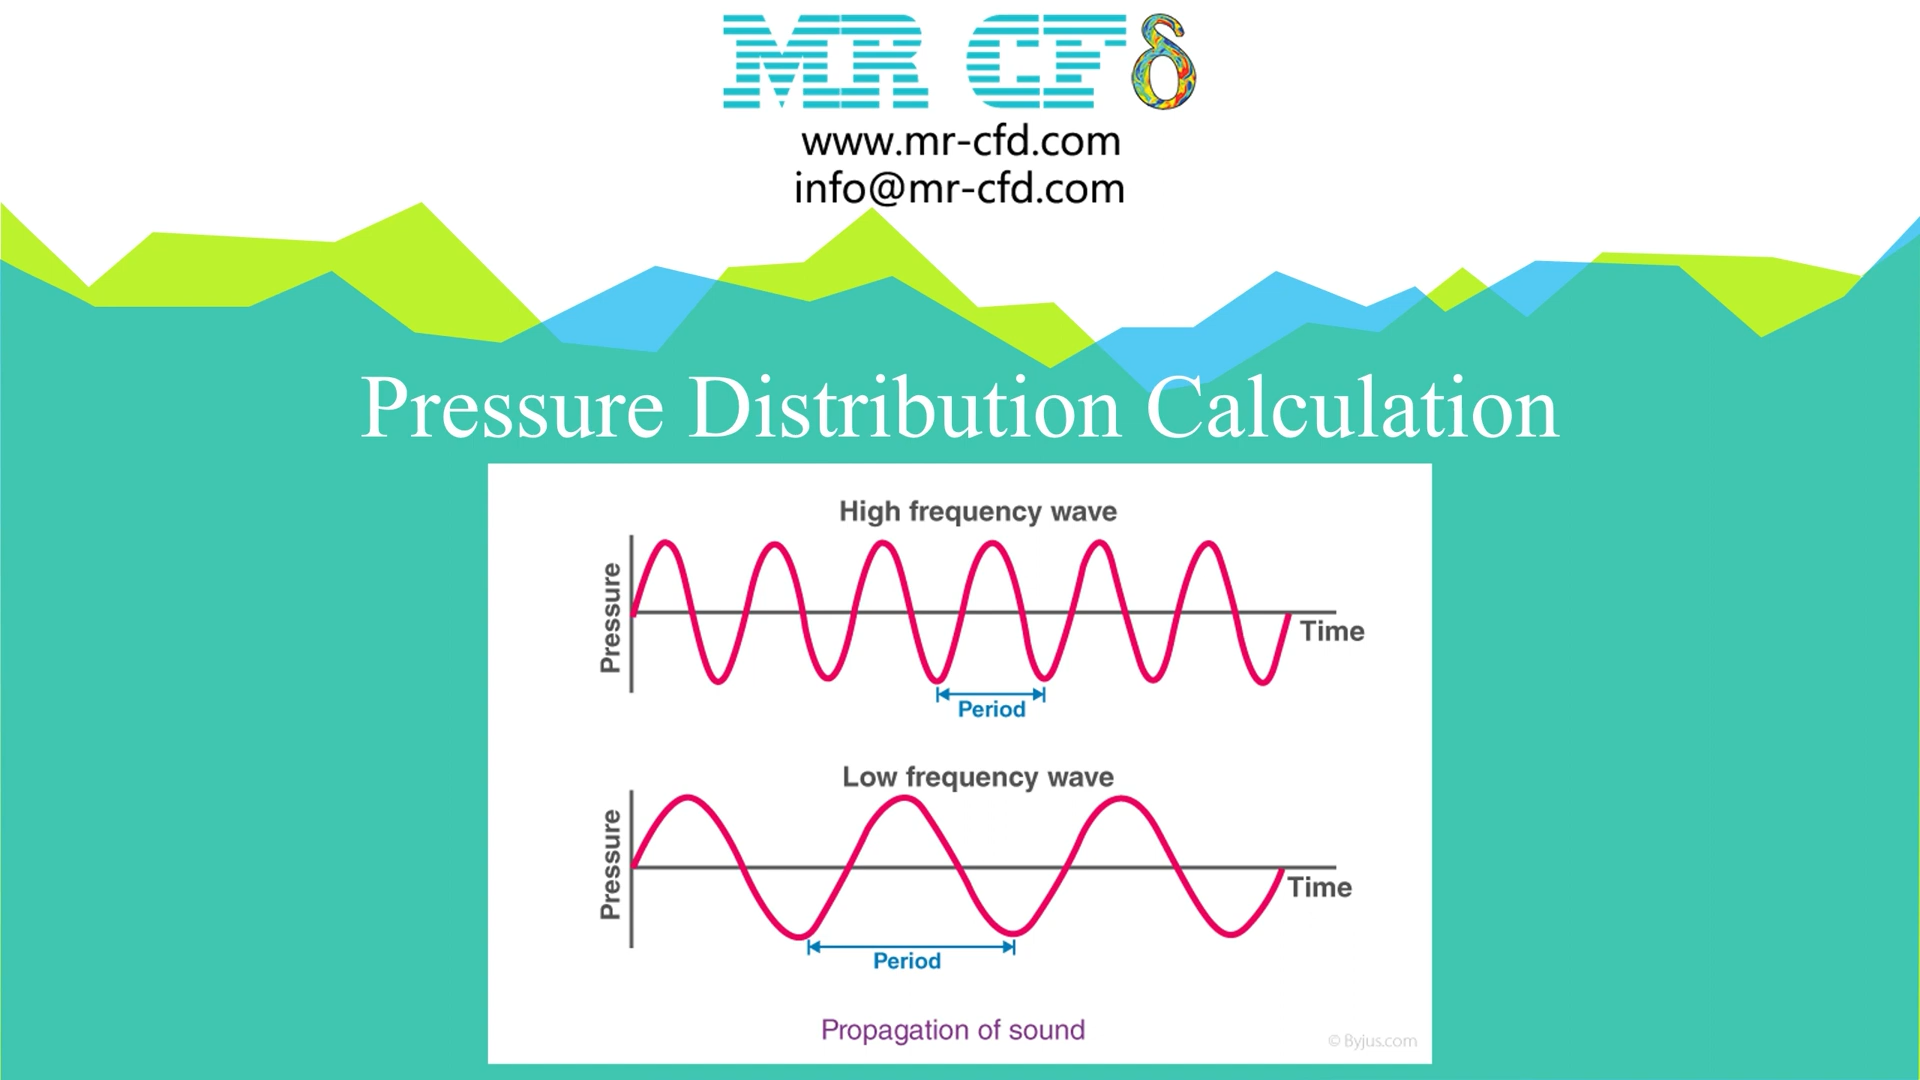 MR CFδ
www.mr-cfd.com
info@mr-cfd.com
Pressure Distribution Calculation
High frequency wave
Pressure
Time
Period
Low frequency wave
Pressure
Time
Period
Propagation of sound
© Byjus.com